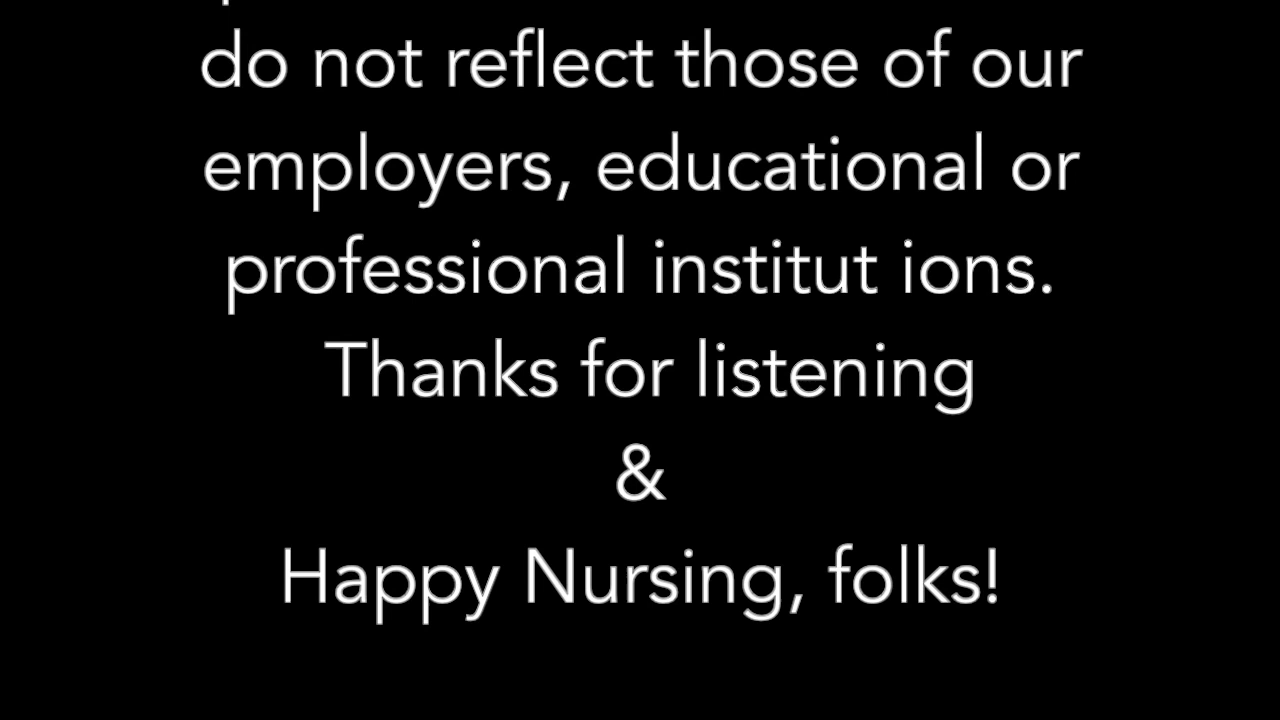 do not reflect those of our
employers, educational or
professional institut ions.
Thanks for listening
&
Happy Nursing, folks!